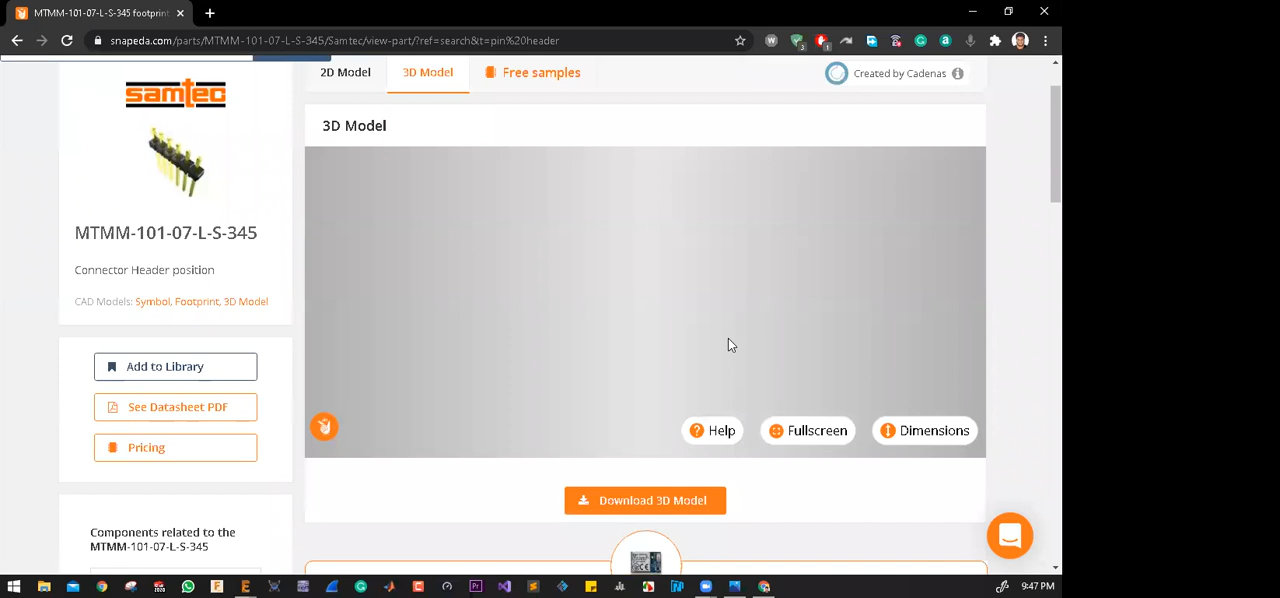 MTMM-101-07-L-S-345 footprint
snapeda.com/parts/MTMM-101-07-L-S-345/Samtec/view-part/?ref=search&t=pin%20header
samtec
MTMM-101-07-L-S-345
Connector Header position
CAD Models: Symbol, Footprint, 3D Model
Add to Library
See Datasheet PDF
Pricing
Components related to the
MTMM-101-07-L-S-345
2D Model
3D Model
Free samples
Created by Cadenas
3D Model
Help
Fullscreen
Dimensions
Download 3D Model
9:47 PM